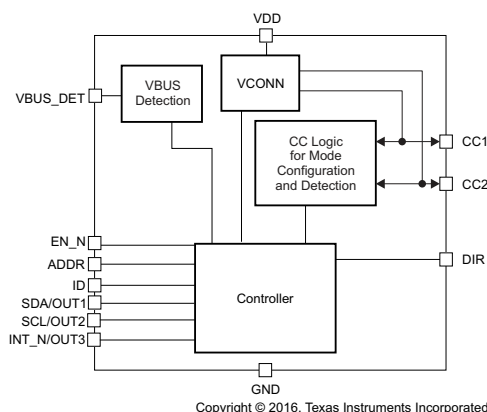 VDD
VBUS_DET
VBUS
Detection
VCONN
CC Logic
for Mode
Configuration
and Detection
CC1
CC2
EN_N
ADDR
ID
SDA/OUT1
SCL/OUT2
INT_N/OUT3
Controller
DIR
GND
Copyright © 2016, Texas Instruments Incorporated